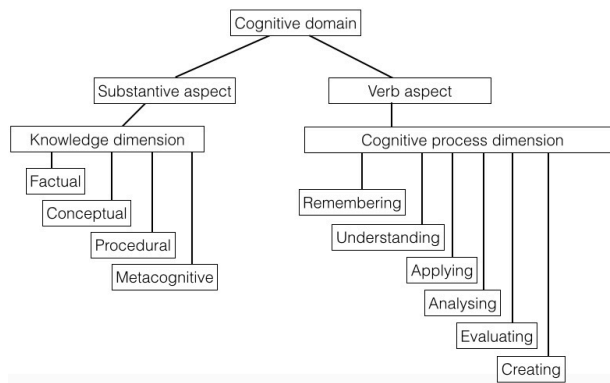 Cognitive domain
Substantive aspect
Verb aspect
Knowledge dimension
Cognitive process dimension
Factual
Conceptual
Procedural
Metacognitive
Remembering
Understanding
Applying
Analysing
Evaluating
Creating